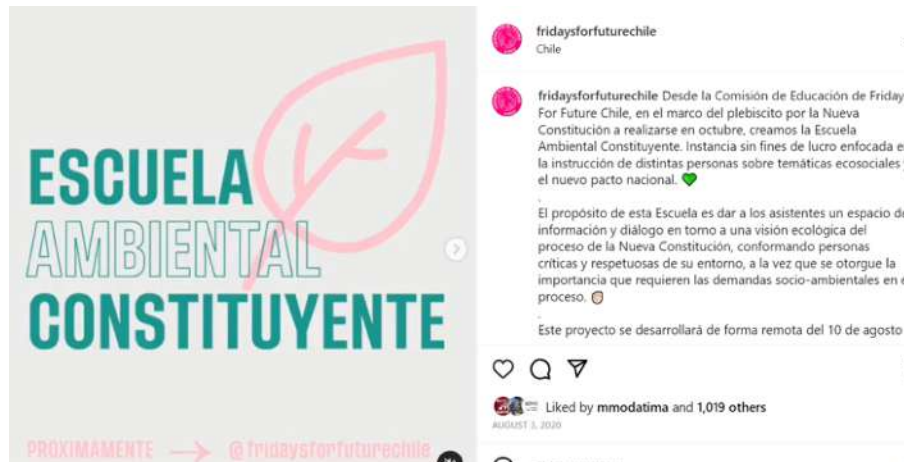 ESCUELA
AMBIENTAL
CONSTITUYENTE
PROXIMAMENTE → @fridaysforfuturechile
fridaysforfuturechile
Chile
fridaysforfuturechile Desde la Comisión de Educación de Friday
For Future Chile, en el marco del plebiscito por la Nueva
Constitución a realizarse en octubre, creamos la Escuela
Ambiental Constituyente. Instancia sin fines de lucro enfocada e
la instrucción de distintas personas sobre temáticas ecosociales y
el nuevo pacto nacional. 💚
.
El propósito de esta Escuela es dar a los asistentes un espacio de
información y diálogo en torno a una visión ecológica del
proceso de la Nueva Constitución, conformando personas
críticas y respetuosas de su entorno, a la vez que se otorgue la
importancia que requieren las demandas socio-ambientales en e
proceso. ✊🏻
.
Este proyecto se desarrollará de forma remota del 10 de agosto
Liked by mmodatima and 1,019 others
AUGUST 3, 2020